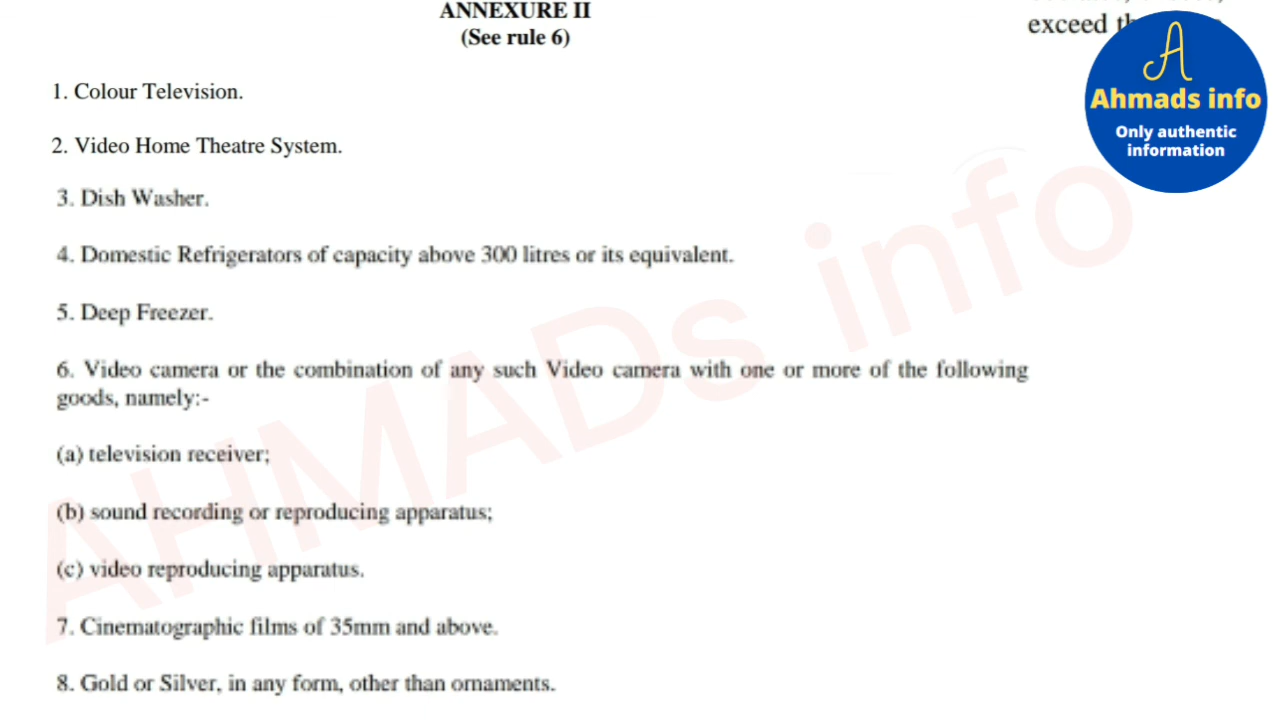 ANNEXURE II
(See rule 6)
exceed
A
Ahmads info
Only authentic
information
1. Colour Television.
2. Video Home Theatre System.
3. Dish Washer.
4. Domestic Refrigerators of capacity above 300 litres or its equivalent.
5. Deep Freezer.
6. Video camera or the combination of any such Video camera with one or more of the following
goods, namely:-
(a) television receiver;
(b) sound recording or reproducing apparatus;
(c) video reproducing apparatus.
7. Cinematographic films of 35mm and above.
8. Gold or Silver, in any form, other than ornaments.
AHMADs info